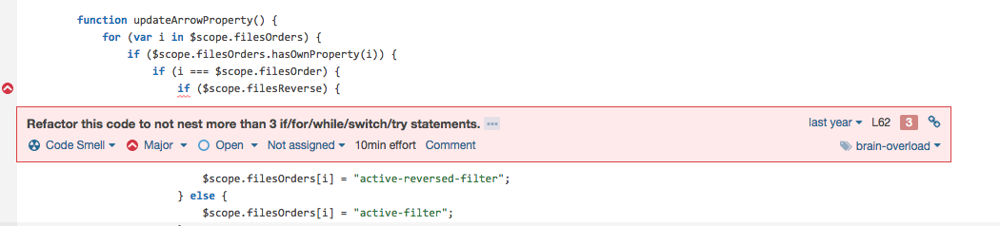 function updateArrowProperty() {
for (var i in $scope.filesOrders) {
if ($scope.filesOrders.hasOwnProperty(i)) {
if (i === $scope.filesOrder) {
if ($scope.filesReverse) {
Refactor this code to not nest more than 3 if/for/while/switch/try statements. ... last year L62 3
Code Smell Major Open Not assigned 10min effort Comment brain-overload
$scope.filesOrders[i] = "active-reversed-filter";
} else {
$scope.filesOrders[i] = "active-filter";